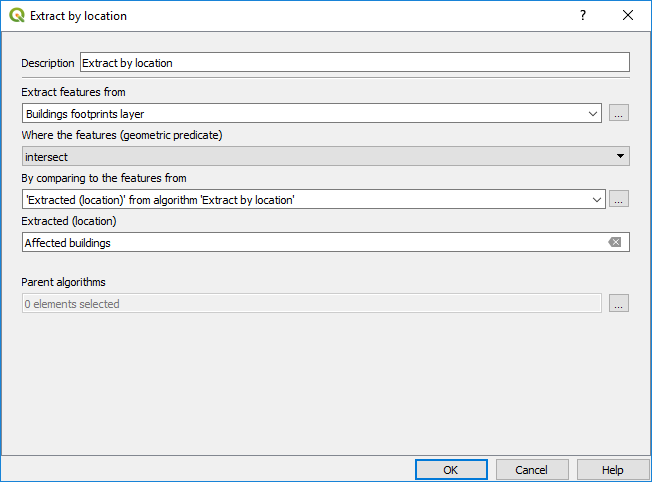 Extract by location
?
Description Extract by location
Extract features from
Buildings footprints layer
...
Where the features (geometric predicate)
intersect
By comparing to the features from
'Extracted (location)' from algorithm 'Extract by location'
...
Extracted (location)
Affected buildings
Parent algorithms
0 elements selected
...
OK Cancel Help